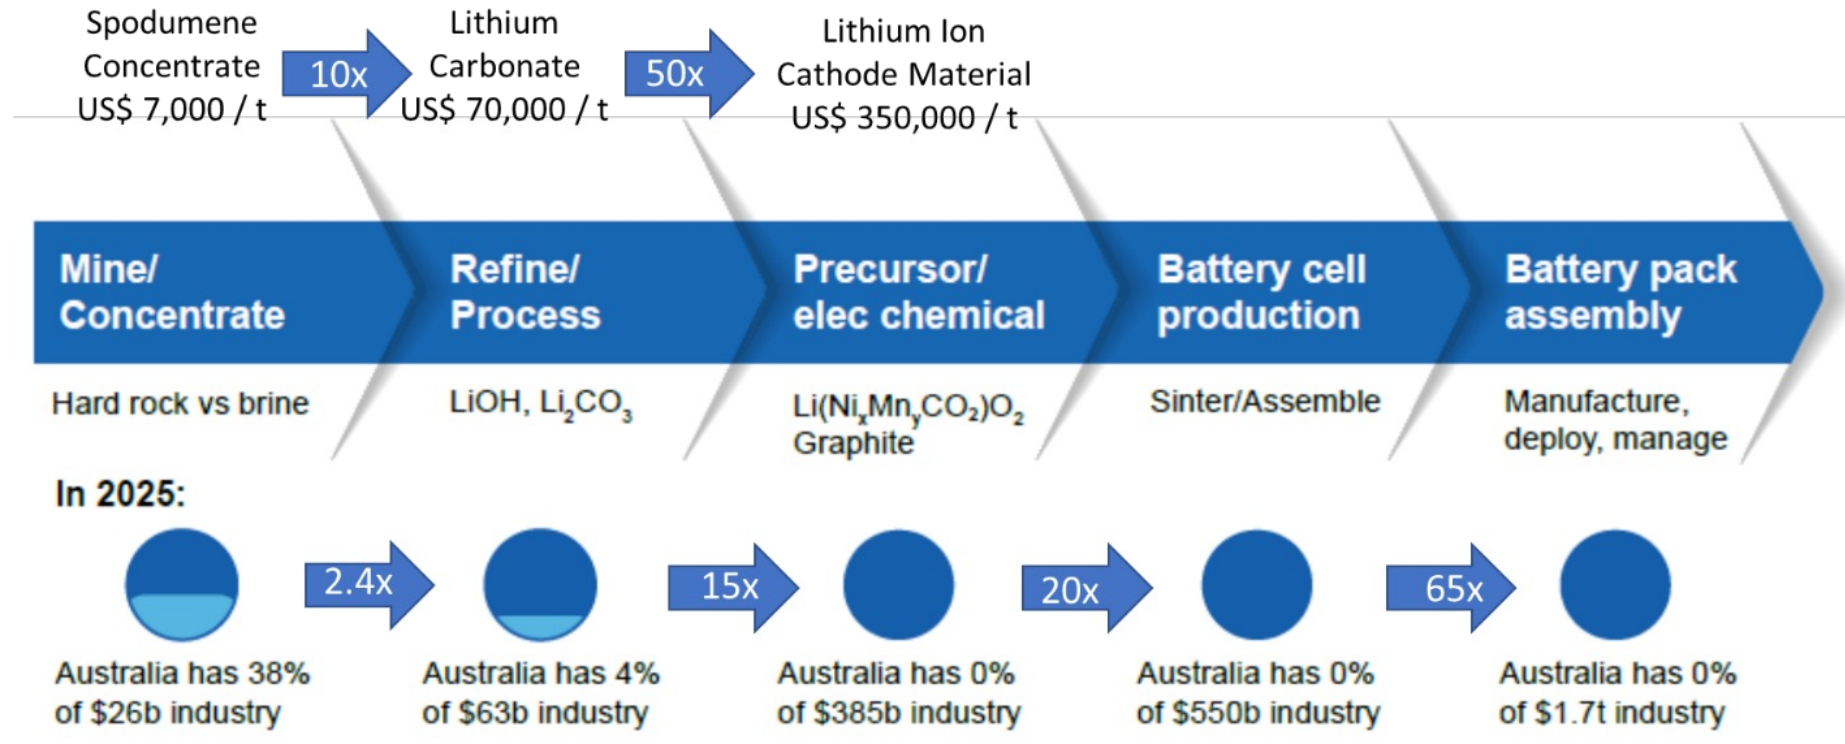 Spodumene
Concentrate
US$ 7,000 / t
10x
Lithium
Carbonate
US$ 70,000 / t
50x
Lithium Ion
Cathode Material
US$ 350,000 / t
Mine/
Concentrate
Refine/
Process
Precursor/
elec chemical
Battery cell
production
Battery pack
assembly
Hard rock vs brine
LiOH, Li₂CO₃
Li(NiₓMnᵧCO₂)O₂
Graphite
Sinter/Assemble
Manufacture,
deploy, manage
In 2025:
2.4x
15x
20x
65x
Australia has 38%
of $26b industry
Australia has 4%
of $63b industry
Australia has 0%
of $385b industry
Australia has 0%
of $550b industry
Australia has 0%
of $1.7t industry